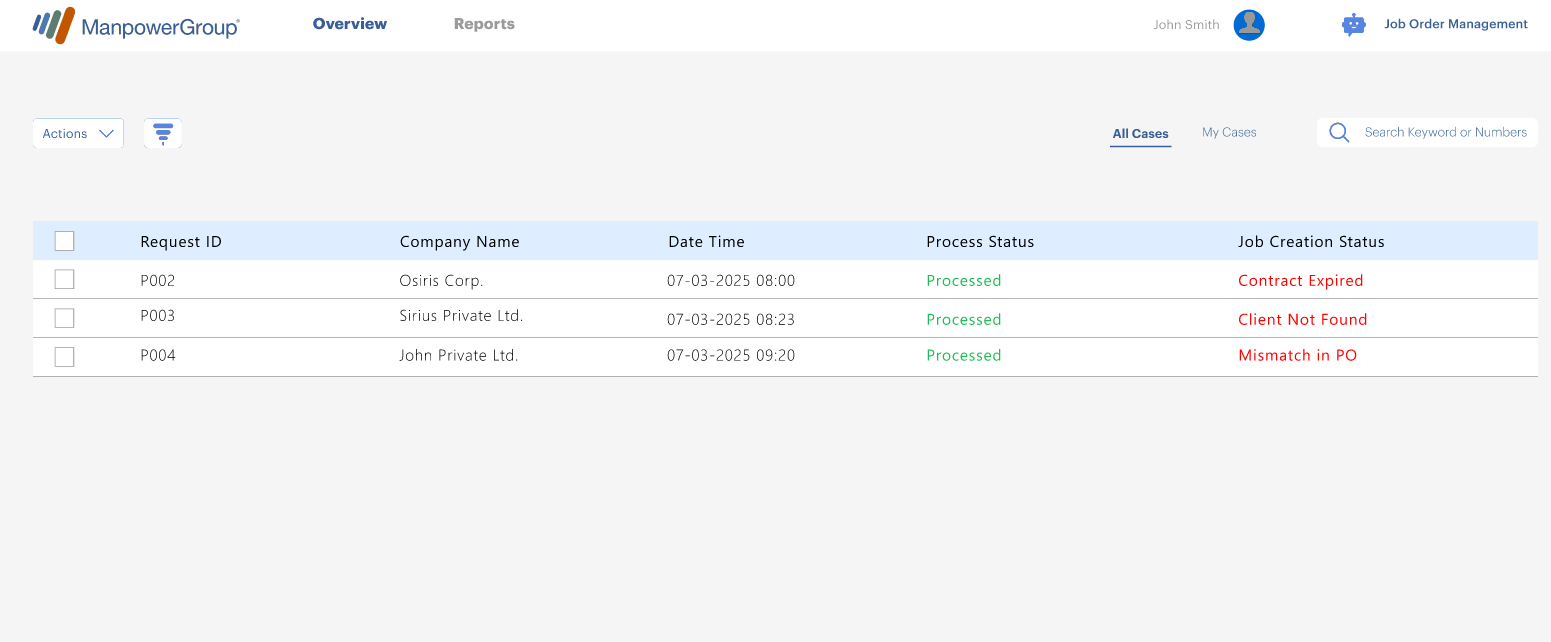 ManpowerGroup® Overview Reports John Smith Job Order Management
Actions All Cases My Cases Search Keyword or Numbers
Request ID Company Name Date Time Process Status Job Creation Status
P002 Osiris Corp. 07-03-2025 08:00 Processed Contract Expired
P003 Sirius Private Ltd. 07-03-2025 08:23 Processed Client Not Found
P004 John Private Ltd. 07-03-2025 09:20 Processed Mismatch in PO